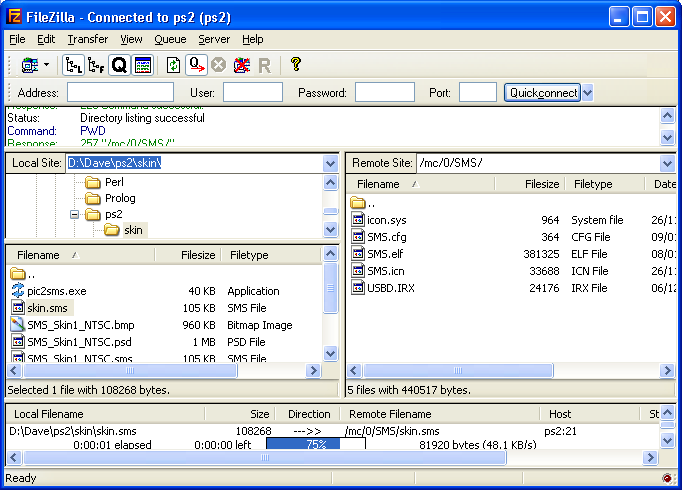 FileZilla - Connected to ps2 (ps2)
File Edit Transfer View Queue Server Help
L F Q R ?
Address: User: Password: Port: Quickconnect
Status: Directory listing successful
Command: PWD
Response: 257 "/mc/0/SMS/"
Local Site: D:\Dave\ps2\skin\
Perl
Prolog
ps2
skin
Filename Filesize Filetype
..
pic2sms.exe 40 KB Application
skin.sms 105 KB SMS File
SMS_Skin1_NTSC.bmp 960 KB Bitmap Image
SMS_Skin1_NTSC.psd 1 MB PSD File
SMS_Skin1_NTSC.sms 105 KB SMS File
Selected 1 file with 108268 bytes.
Remote Site: /mc/0/SMS/
Filename Filesize Filetype Date
..
icon.sys 964 System file 26/11
SMS.cfg 364 CFG File 09/01
SMS.elf 381325 ELF File 08/01
SMS.icn 33688 ICN File 26/11
USBD.IRX 24176 IRX File 06/12
5 files with 440517 bytes.
Local Filename Size Direction Remote Filename Host St
D:\Dave\ps2\skin\skin.sms 108268 --->> /mc/0/SMS/skin.sms ps2:21
0:00:01 elapsed 0:00:00 left 75% 81920 bytes (48.1 KB/s)
Ready